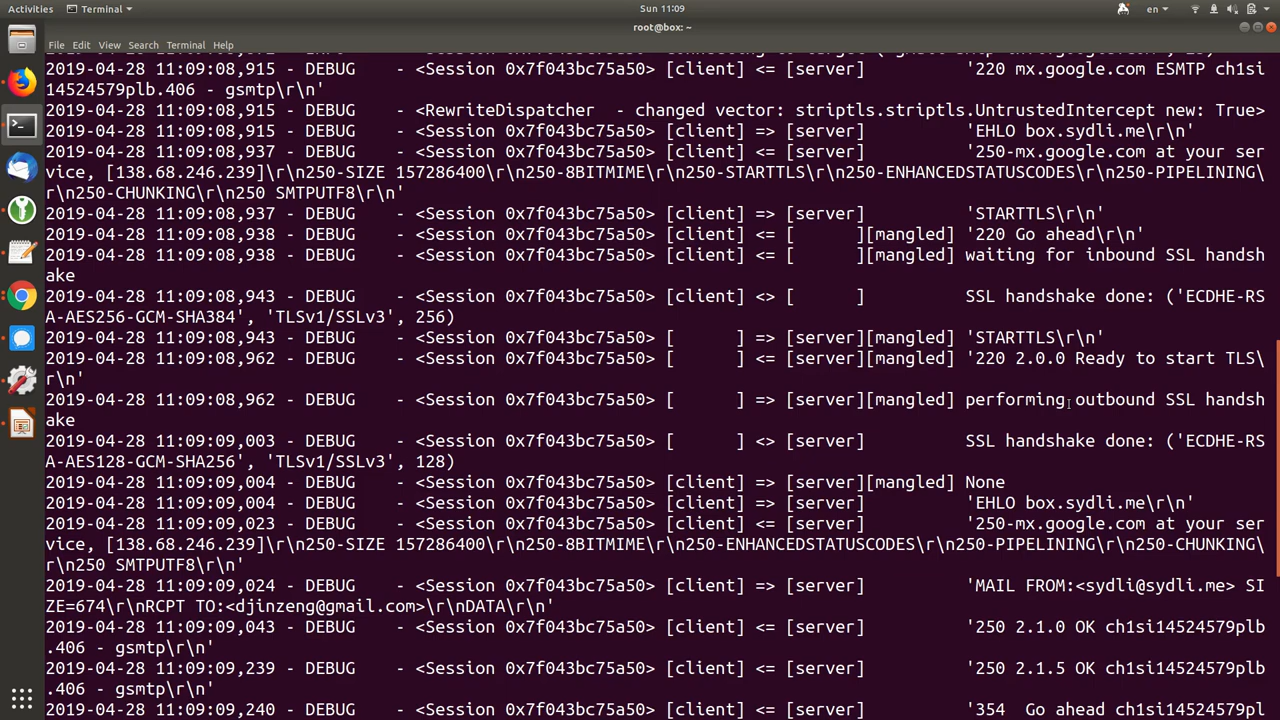 Activities Terminal Sun 11:09 en
root@box: ~
File Edit View Search Terminal Help
2019-04-28 11:09:08,915 - DEBUG    - <Session 0x7f043bc75a50> [client] <= [server]          '220 mx.google.com ESMTP ch1si
14524579plb.406 - gsmtp\r\n'
2019-04-28 11:09:08,915 - DEBUG    - <RewriteDispatcher  - changed vector: striptls.striptls.UntrustedIntercept new: True>
2019-04-28 11:09:08,915 - DEBUG    - <Session 0x7f043bc75a50> [client] => [server]          'EHLO box.sydli.me\r\n'
2019-04-28 11:09:08,937 - DEBUG    - <Session 0x7f043bc75a50> [client] <= [server]          '250-mx.google.com at your ser
vice, [138.68.246.239]\r\n250-SIZE 157286400\r\n250-8BITMIME\r\n250-STARTTLS\r\n250-ENHANCEDSTATUSCODES\r\n250-PIPELINING\
r\n250-CHUNKING\r\n250 SMTPUTF8\r\n'
2019-04-28 11:09:08,937 - DEBUG    - <Session 0x7f043bc75a50> [client] => [server]          'STARTTLS\r\n'
2019-04-28 11:09:08,938 - DEBUG    - <Session 0x7f043bc75a50> [client] <= [      ][mangled] '220 Go ahead\r\n'
2019-04-28 11:09:08,938 - DEBUG    - <Session 0x7f043bc75a50> [client] <= [      ][mangled] waiting for inbound SSL handsh
ake
2019-04-28 11:09:08,943 - DEBUG    - <Session 0x7f043bc75a50> [client] <> [      ]          SSL handshake done: ('ECDHE-RS
A-AES256-GCM-SHA384', 'TLSv1/SSLv3', 256)
2019-04-28 11:09:08,943 - DEBUG    - <Session 0x7f043bc75a50> [      ] => [server][mangled] 'STARTTLS\r\n'
2019-04-28 11:09:08,962 - DEBUG    - <Session 0x7f043bc75a50> [      ] <= [server][mangled] '220 2.0.0 Ready to start TLS\
r\n'
2019-04-28 11:09:08,962 - DEBUG    - <Session 0x7f043bc75a50> [      ] => [server][mangled] performing outbound SSL handsh
ake
2019-04-28 11:09:09,003 - DEBUG    - <Session 0x7f043bc75a50> [      ] <> [server]          SSL handshake done: ('ECDHE-RS
A-AES128-GCM-SHA256', 'TLSv1/SSLv3', 128)
2019-04-28 11:09:09,004 - DEBUG    - <Session 0x7f043bc75a50> [client] => [server][mangled] None
2019-04-28 11:09:09,004 - DEBUG    - <Session 0x7f043bc75a50> [client] => [server]          'EHLO box.sydli.me\r\n'
2019-04-28 11:09:09,023 - DEBUG    - <Session 0x7f043bc75a50> [client] <= [server]          '250-mx.google.com at your ser
vice, [138.68.246.239]\r\n250-SIZE 157286400\r\n250-8BITMIME\r\n250-ENHANCEDSTATUSCODES\r\n250-PIPELINING\r\n250-CHUNKING\
r\n250 SMTPUTF8\r\n'
2019-04-28 11:09:09,024 - DEBUG    - <Session 0x7f043bc75a50> [client] => [server]          'MAIL FROM:<sydli@sydli.me> SI
ZE=674\r\nRCPT TO:<djinzeng@gmail.com>\r\nDATA\r\n'
2019-04-28 11:09:09,043 - DEBUG    - <Session 0x7f043bc75a50> [client] <= [server]          '250 2.1.0 OK ch1si14524579plb
.406 - gsmtp\r\n'
2019-04-28 11:09:09,239 - DEBUG    - <Session 0x7f043bc75a50> [client] <= [server]          '250 2.1.5 OK ch1si14524579plb
.406 - gsmtp\r\n'
2019-04-28 11:09:09,240 - DEBUG    - <Session 0x7f043bc75a50> [client] <= [server]          '354  Go ahead ch1si14524579pl